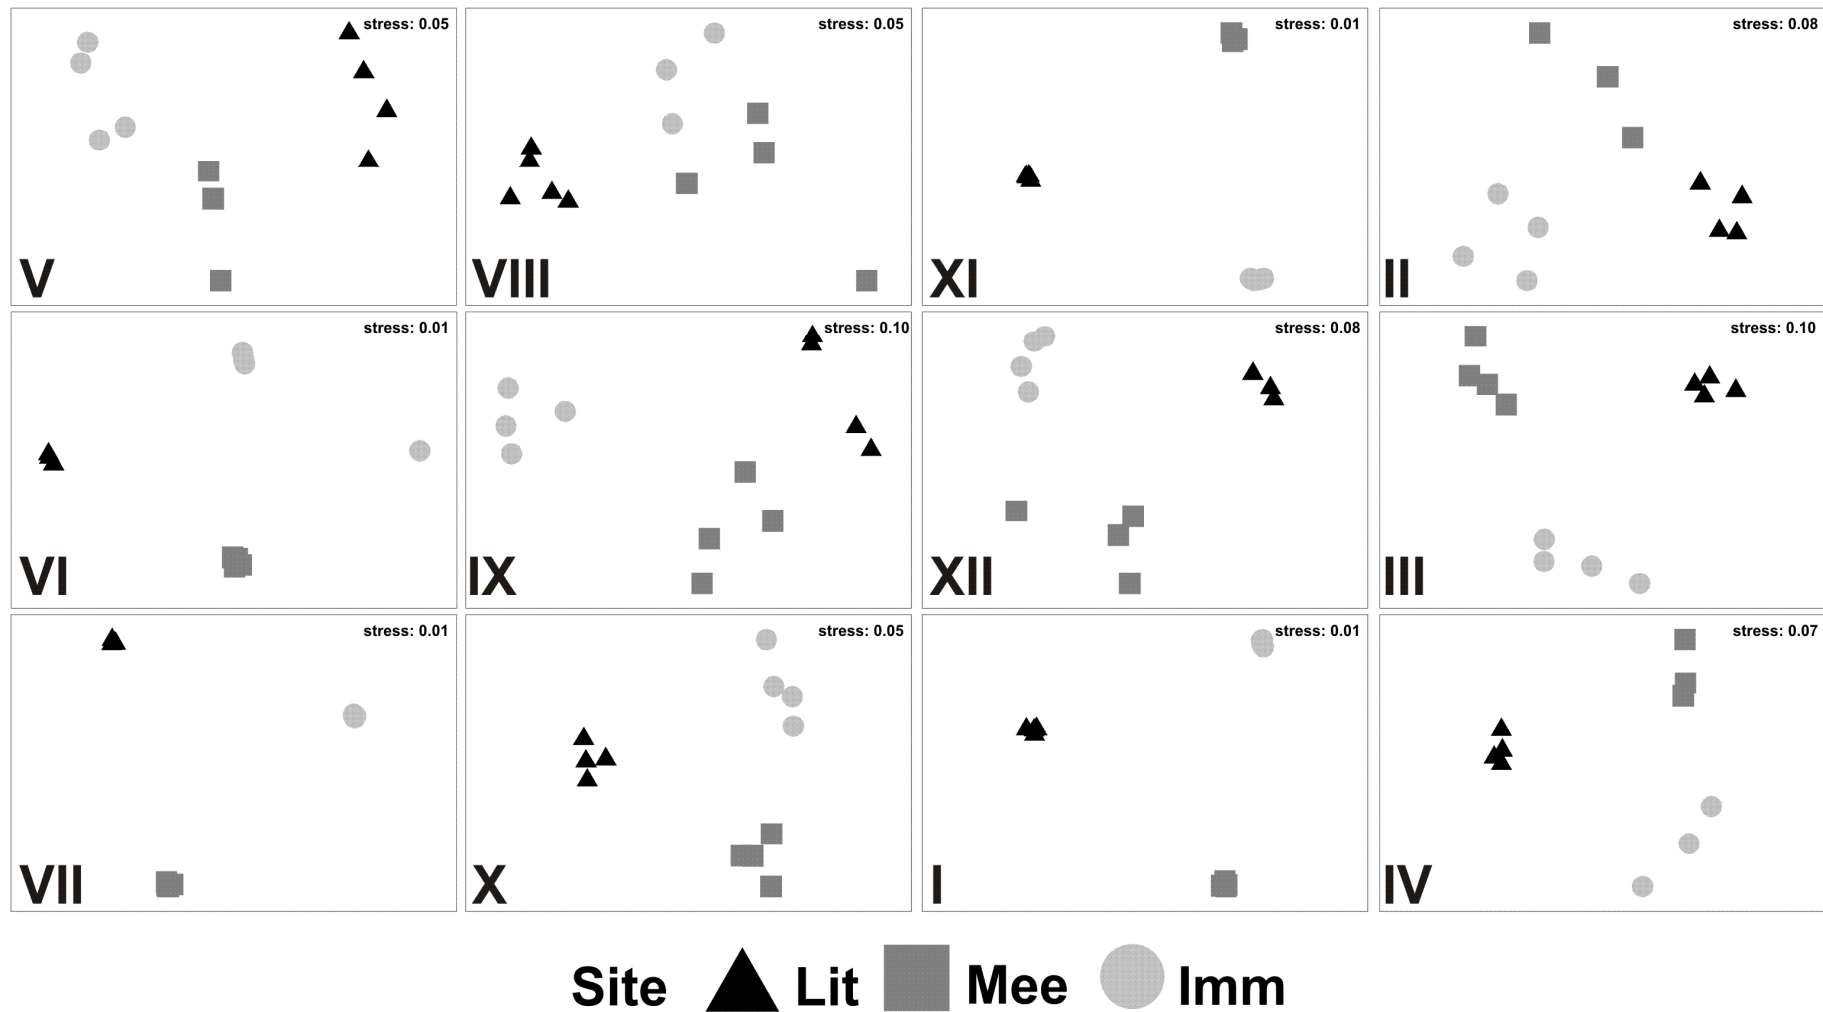 stress: 0.05
V
stress: 0.05
VIII
stress: 0.01
XI
stress: 0.08
II
stress: 0.01
VI
stress: 0.10
IX
stress: 0.08
XII
stress: 0.10
III
stress: 0.01
VII
stress: 0.05
X
stress: 0.01
I
stress: 0.07
IV
Site Lit Mee Imm